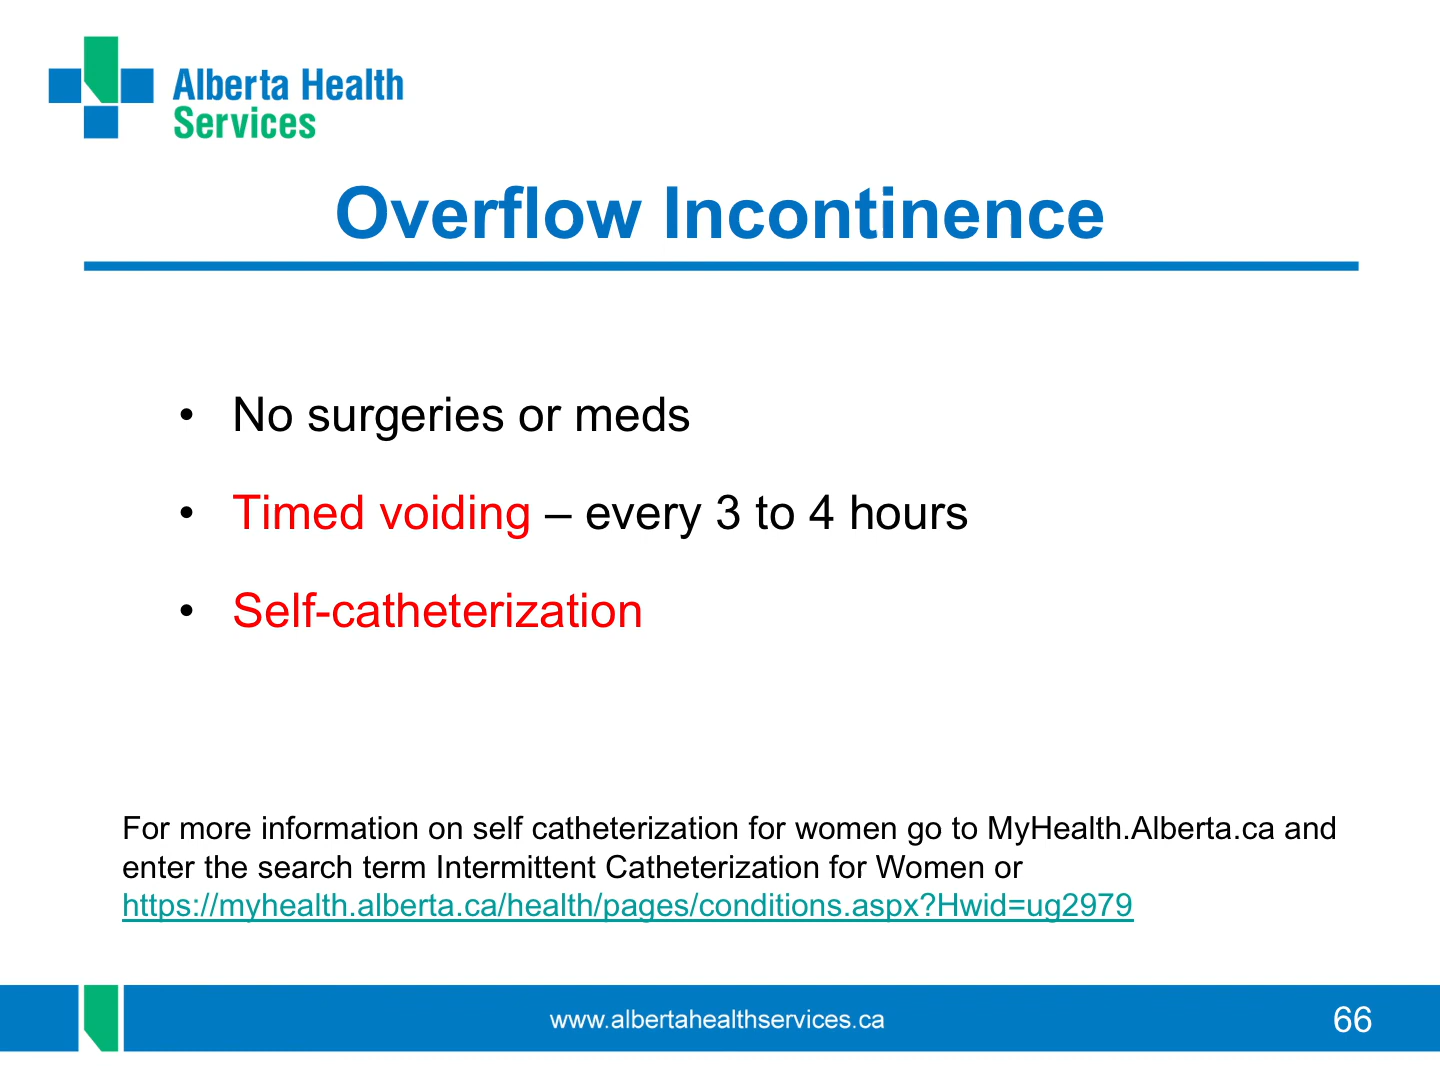 Alberta Health
Services
Overflow Incontinence
• No surgeries or meds
• Timed voiding – every 3 to 4 hours
• Self-catheterization
For more information on self catheterization for women go to MyHealth.Alberta.ca and
enter the search term Intermittent Catheterization for Women or
https://myhealth.alberta.ca/health/pages/conditions.aspx?Hwid=ug2979
www.albertahealthservices.ca
66